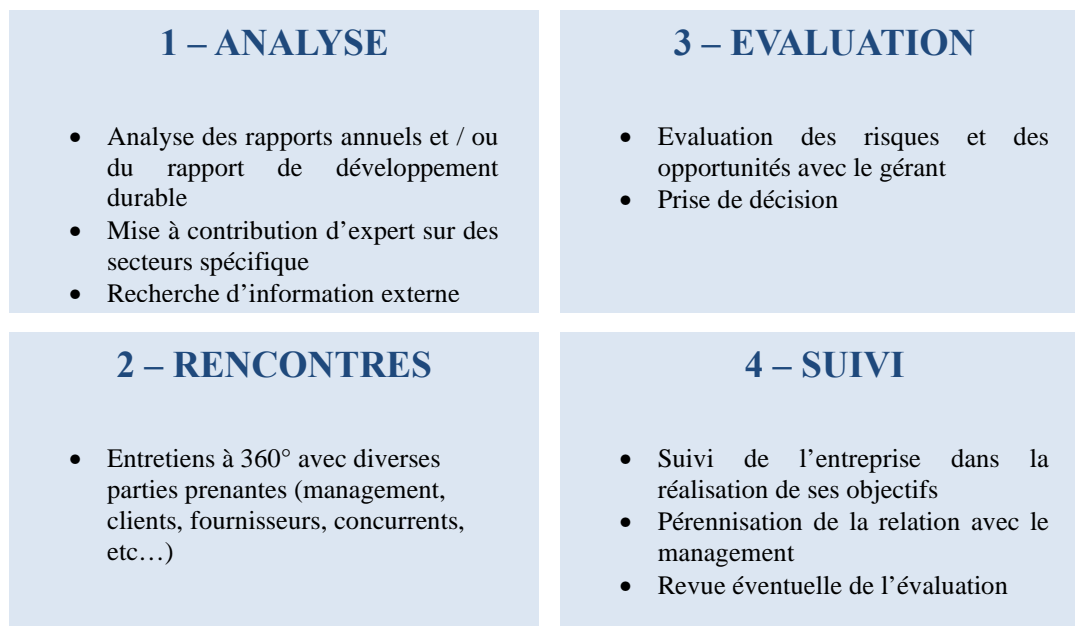 1 – ANALYSE
• Analyse des rapports annuels et / ou
du rapport de développement
durable
• Mise à contribution d’expert sur des
secteurs spécifique
• Recherche d’information externe
2 – RENCONTRES
• Entretiens à 360° avec diverses
parties prenantes (management,
clients, fournisseurs, concurrents,
etc…)
3 – EVALUATION
• Evaluation des risques et des
opportunités avec le gérant
• Prise de décision
4 – SUIVI
• Suivi de l’entreprise dans la
réalisation de ses objectifs
• Pérennisation de la relation avec le
management
• Revue éventuelle de l’évaluation